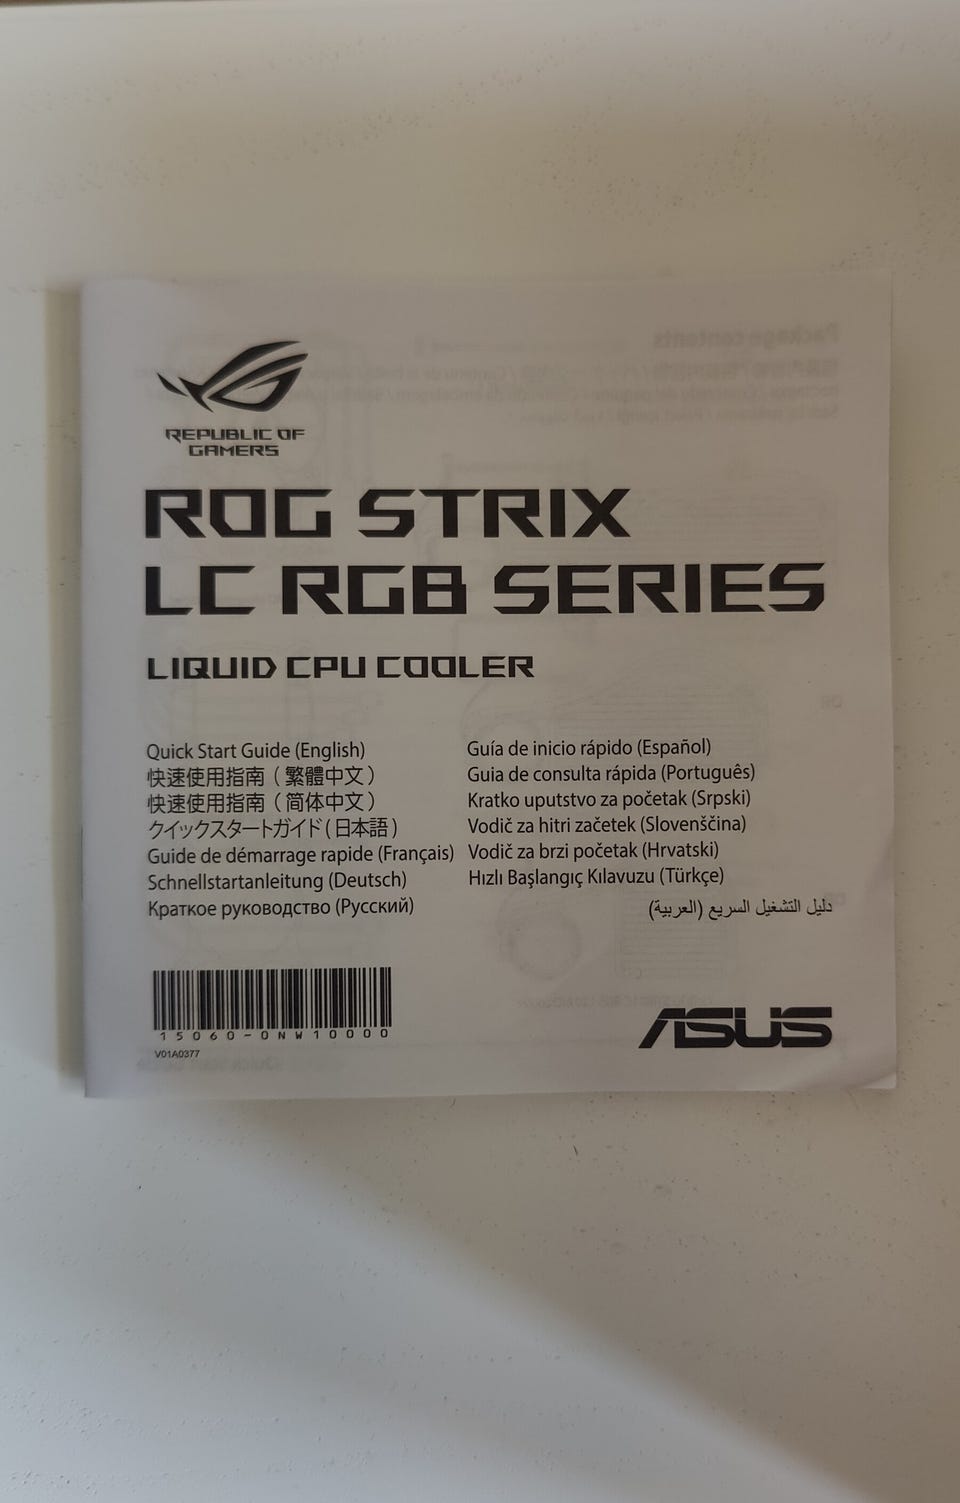 REPUBLIC OF
GAMERS
ROG STRIX
LC RGB SERIES
LIQUID CPU COOLER
Quick Start Guide (English)
快速使用指南（繁體中文）
快速使用指南（简体中文）
クイックスタートガイド(日本語)
Guide de démarrage rapide (Français)
Schnellstartanleitung (Deutsch)
Краткое руководство (Русский)
Guía de inicio rápido (Español)
Guia de consulta rápida (Português)
Kratko uputstvo za početak (Srpski)
Vodič za hitri začetek (Slovenščina)
Vodič za brzi početak (Hrvatski)
Hızlı Başlangıç Kılavuzu (Türkçe)
دليل التشغيل السريع (العربية)
15060-0NW10000
V01A0377
ASUS
Package contents